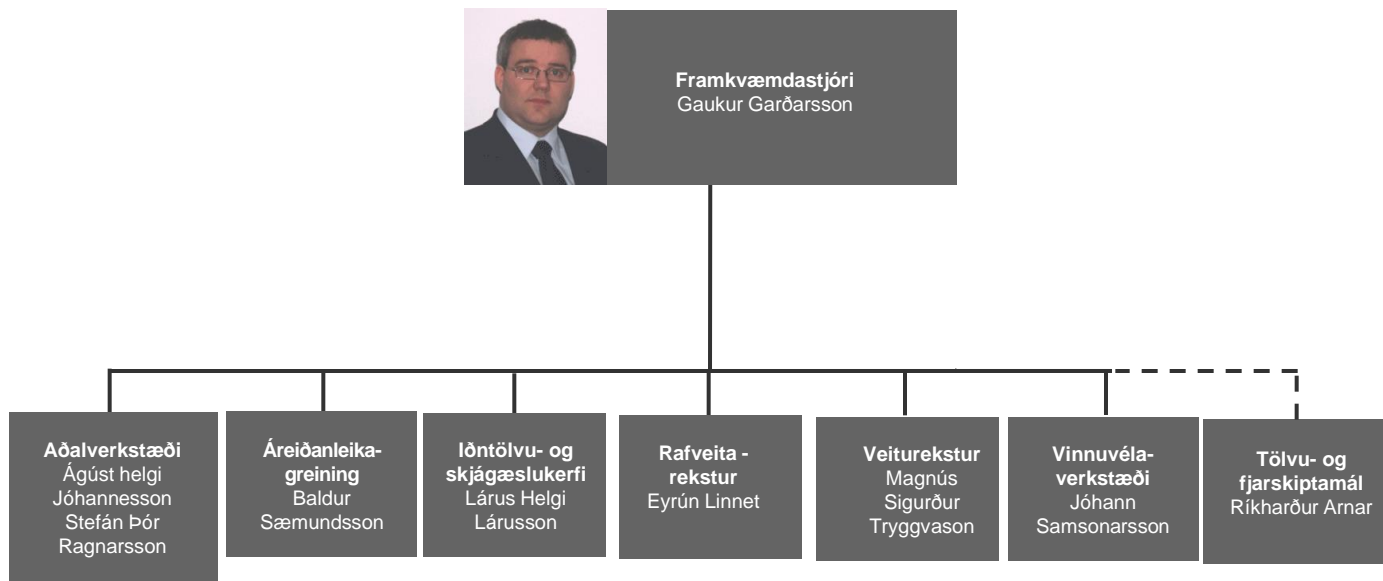 Framkvæmdastjóri
Gaukur Garðarsson
Aðalverkstæði
Ágúst helgi
Jóhannesson
Stefán Þór
Ragnarsson
Áreiðanleika-
greining
Baldur
Sæmundsson
Iðntölvu- og
skjágæslukerfi
Lárus Helgi
Lárusson
Rafveita -
rekstur
Eyrún Linnet
Veiturekstur
Magnús
Sigurður
Tryggvason
Vinnuvéla-
verkstæði
Jóhann
Samsonarsson
Tölvu- og
fjarskiptamál
Ríkharður Arnar